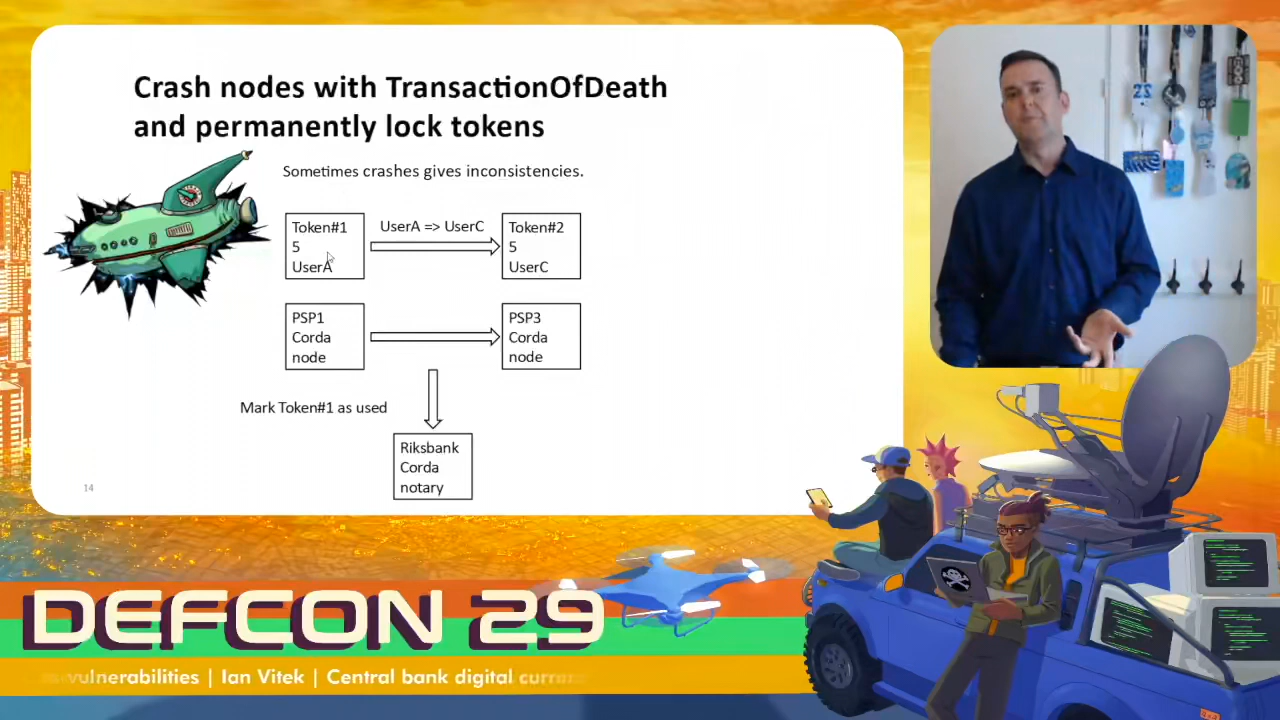 Crash nodes with TransactionOfDeath
and permanently lock tokens
Sometimes crashes gives inconsistencies.
Token#1
5
UserA
UserA => UserC
Token#2
5
UserC
PSP1
Corda
node
PSP3
Corda
node
Mark Token#1 as used
Riksbank
Corda
notary
14
DEFCON 29
vulnerabilities | Ian Vitek | Central bank digital